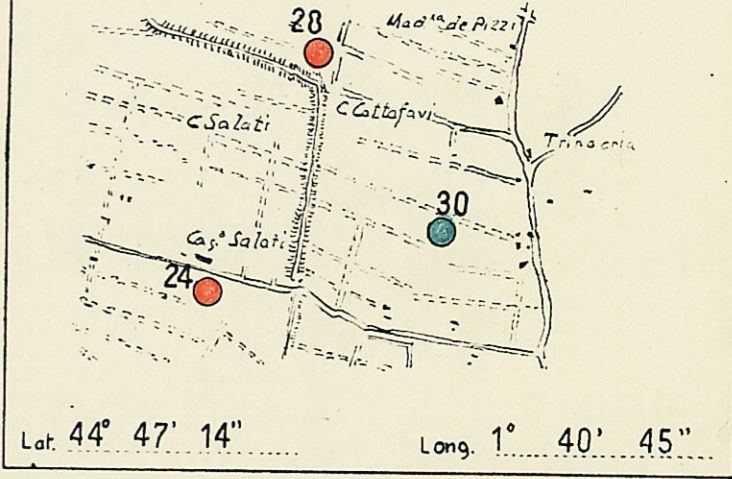 28
Mad.na de Pizzi
C Salati
C Cottafavi
Trinacria
30
Cas.a Salati
24
Lat. 44° 47' 14"
Long. 1° 40' 45"